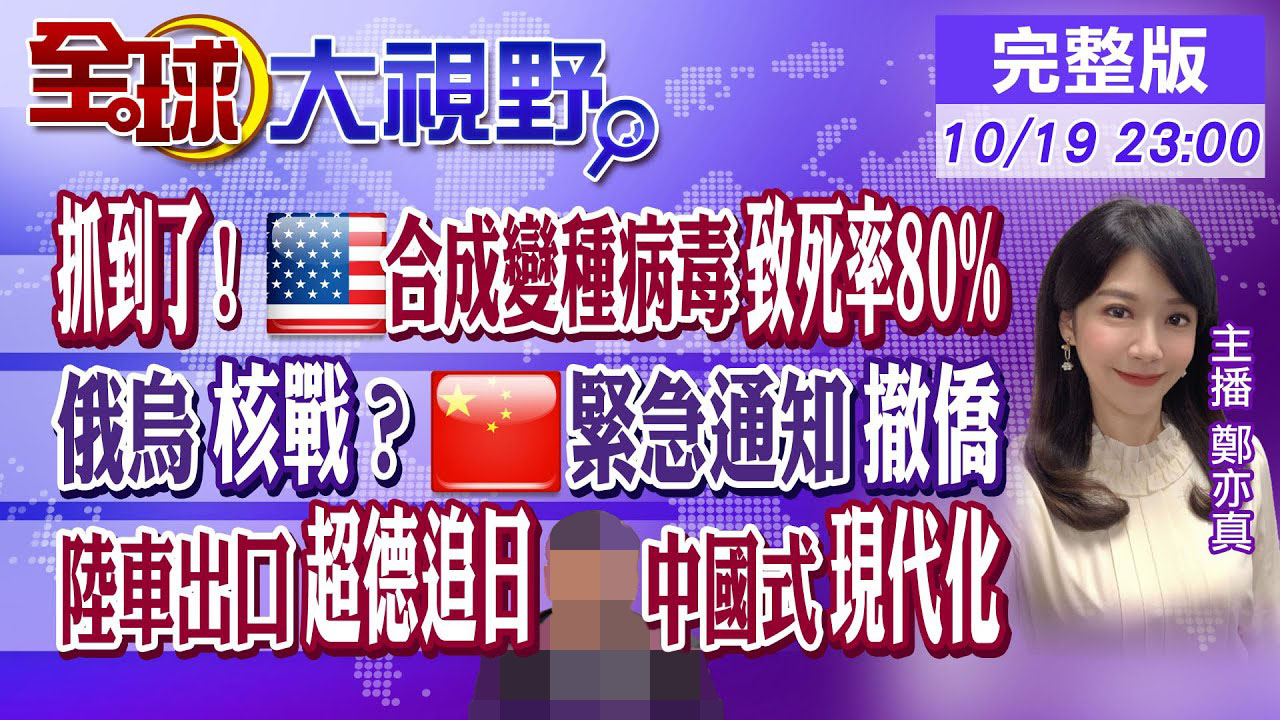 全球大視野
完整版
10/19 23:00
抓到了! 合成變種病毒 致死率80%
俄烏 核戰? 緊急通知 撤僑
陸車出口 超德追日 中國式 現代化
主播 鄭亦真